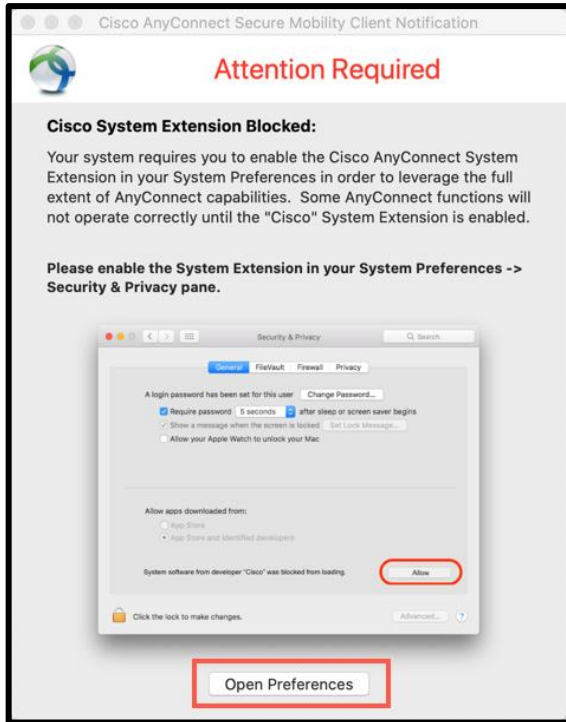 Cisco AnyConnect Secure Mobility Client Notification
Attention Required
Cisco System Extension Blocked:
Your system requires you to enable the Cisco AnyConnect System
Extension in your System Preferences in order to leverage the full
extent of AnyConnect capabilities. Some AnyConnect functions will
not operate correctly until the "Cisco" System Extension is enabled.
Please enable the System Extension in your System Preferences ->
Security & Privacy pane.
Security & Privacy
Search
General FileVault Firewall Privacy
A login password has been set for this user Change Password...
Require password 5 seconds after sleep or screen saver begins
Show a message when the screen is locked Set Lock Message...
Allow your Apple Watch to unlock your Mac
Allow apps downloaded from:
App Store
App Store and identified developers
System software from developer "Cisco" was blocked from loading. Allow
Click the lock to make changes. Advanced... ?
Open Preferences